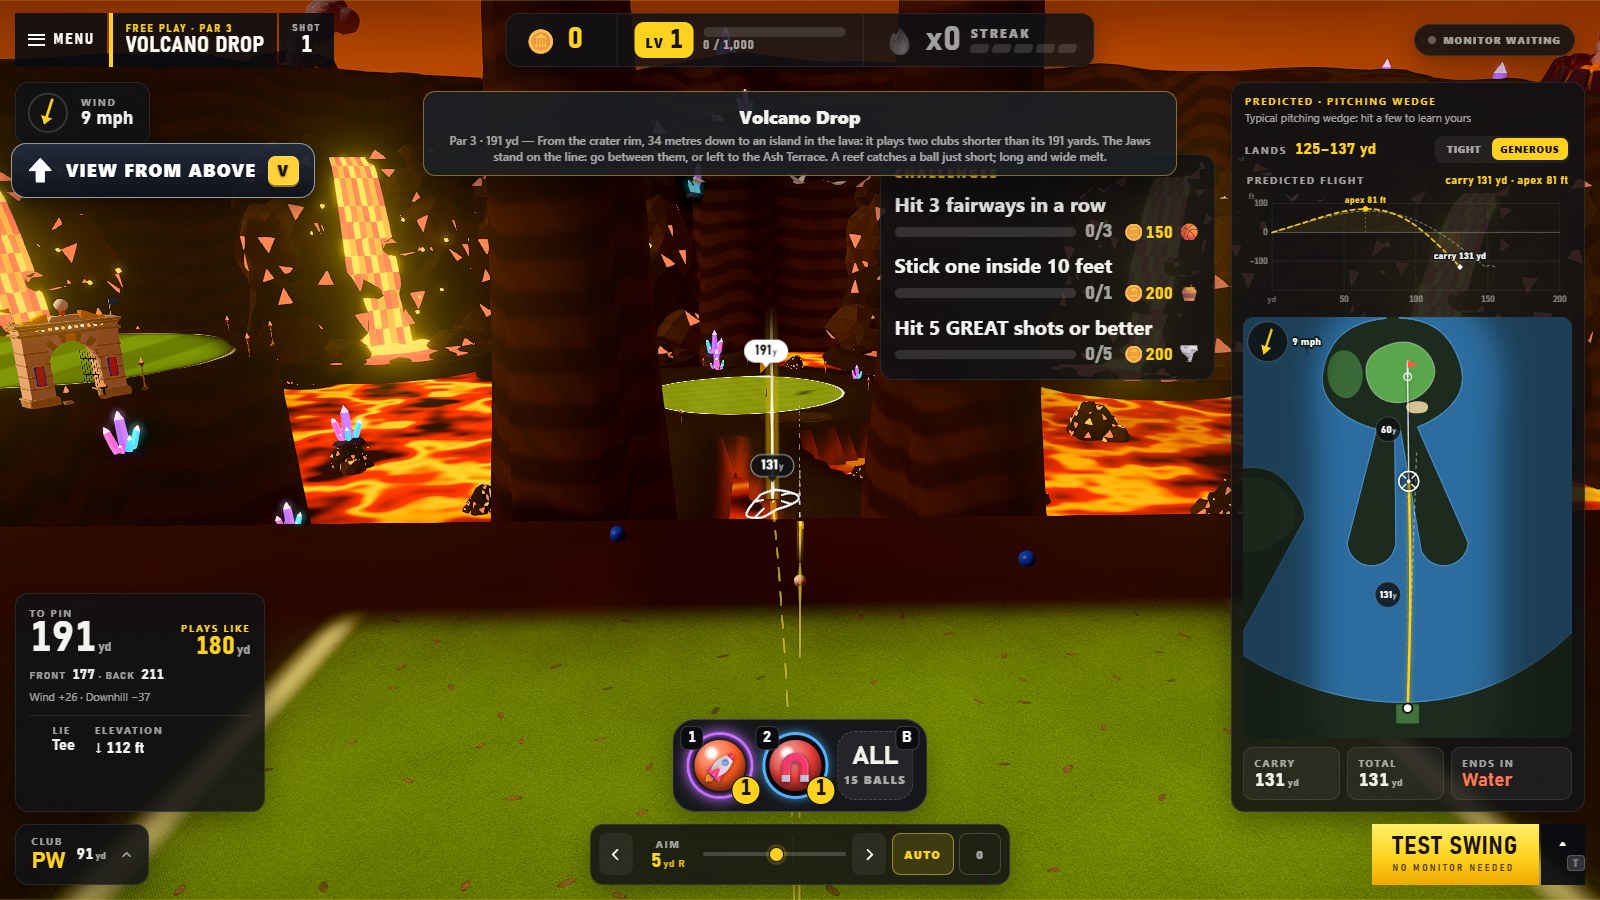 MENU
FREE PLAY · PAR 3
VOLCANO DROP
SHOT
1
0
LV 1
0 / 1,000
x0
STREAK
MONITOR WAITING
WIND
9 mph
VIEW FROM ABOVE
V
Volcano Drop
Par 3 · 191 yd — From the crater rim, 34 metres down to an island in the lava: it plays two clubs shorter than its 191 yards. The Jaws
stand on the line: go between them, or left to the Ash Terrace. A reef catches a ball just short; long and wide melt.
CHALLENGES
Hit 3 fairways in a row
0/3
150
Stick one inside 10 feet
0/1
200
Hit 5 GREAT shots or better
0/5
200
191y
131y
PREDICTED · PITCHING WEDGE
Typical pitching wedge: hit a few to learn yours
LANDS 125–137 yd
TIGHT
GENEROUS
PREDICTED FLIGHT
carry 131 yd · apex 81 ft
ft
100
0
-100
apex 81 ft
carry 131 yd
yd
50
100
150
200
9 mph
60y
131y
CARRY
131 yd
TOTAL
131 yd
ENDS IN
Water
TO PIN
191 yd
PLAYS LIKE
180 yd
FRONT 177 · BACK 211
Wind +26 · Downhill −37
LIE
Tee
ELEVATION
↓ 112 ft
CLUB
PW
91 yd
1
1
2
1
B
ALL
15 BALLS
AIM
5 yd R
AUTO
0
TEST SWING
NO MONITOR NEEDED
T